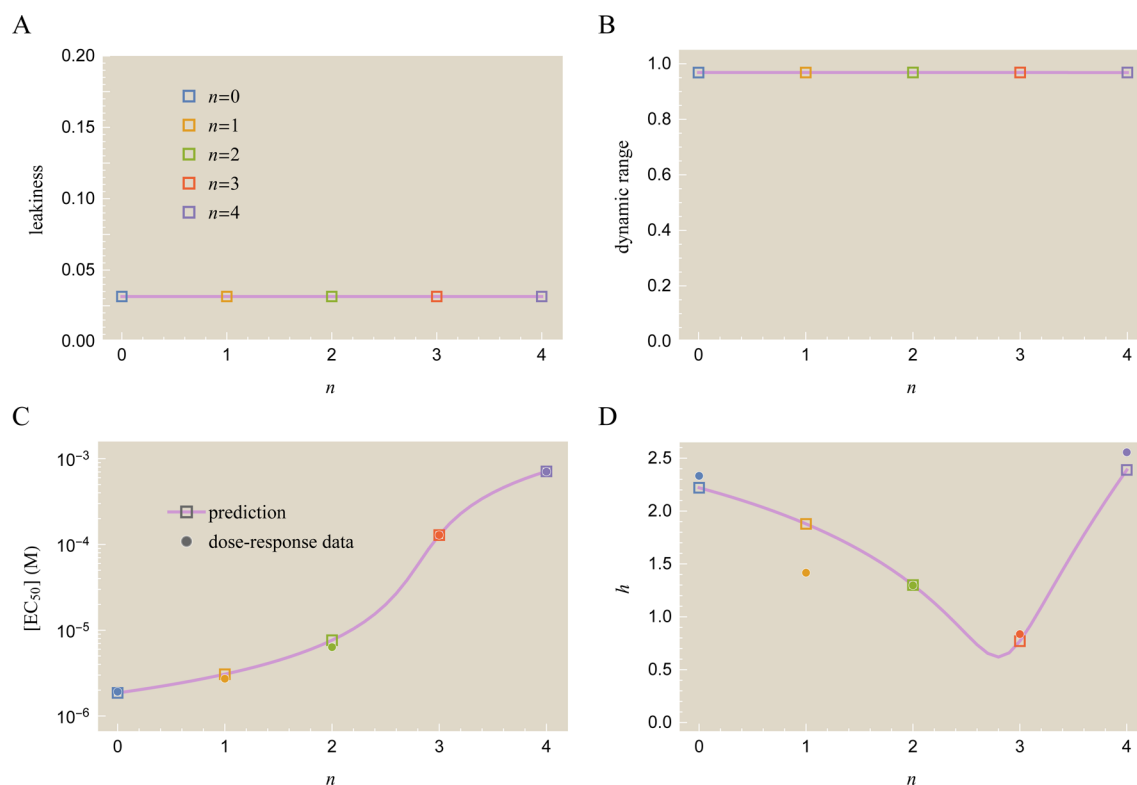 A
leakiness
0.20
0.15
0.10
0.05
0.00
n=0
n=1
n=2
n=3
n=4
0 1 2 3 4
n
B
dynamic range
1.0
0.8
0.6
0.4
0.2
0.0
0 1 2 3 4
n
C
[EC₅₀] (M)
10⁻³
10⁻⁴
10⁻⁵
10⁻⁶
prediction
dose-response data
0 1 2 3 4
n
D
h
2.5
2.0
1.5
1.0
0.5
0.0
0 1 2 3 4
n